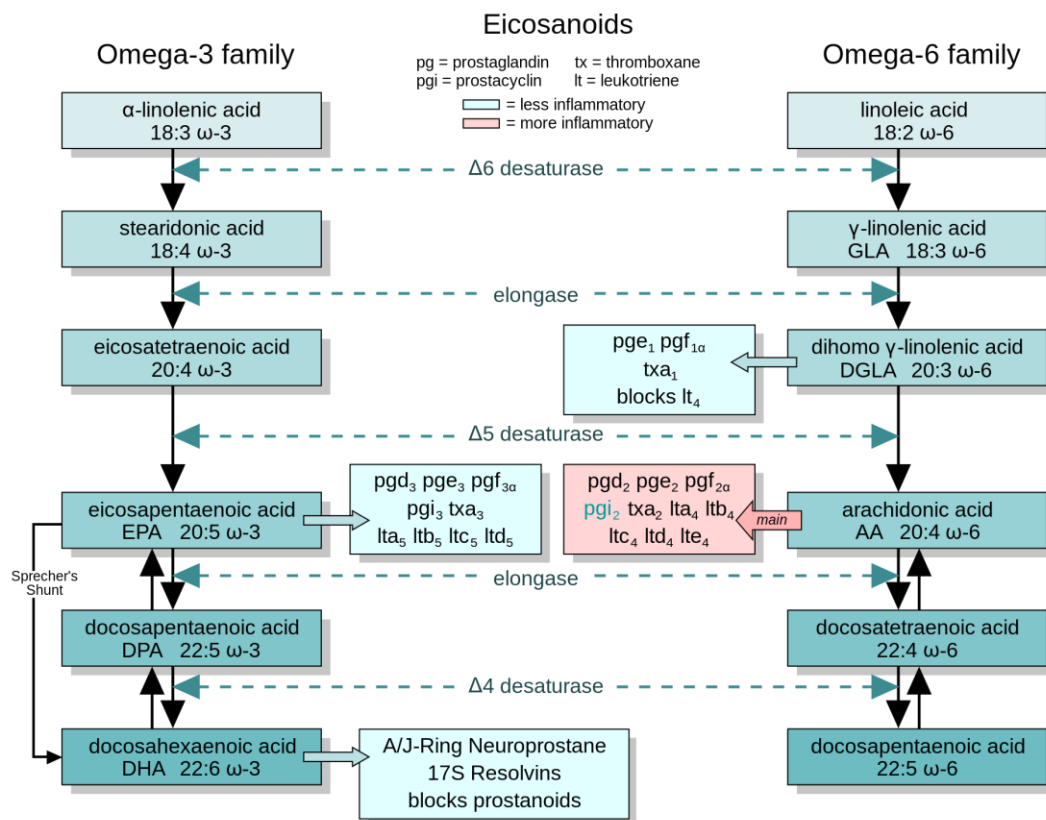 Eicosanoids
Omega-3 family
Omega-6 family
pg = prostaglandin tx = thromboxane
pgi = prostacyclin lt = leukotriene
= less inflammatory
= more inflammatory
α-linolenic acid
18:3 ω-3
linoleic acid
18:2 ω-6
Δ6 desaturase
stearidonic acid
18:4 ω-3
γ-linolenic acid
GLA 18:3 ω-6
elongase
eicosatetraenoic acid
20:4 ω-3
pge₁ pgf₁α
txa₁
blocks lt₄
dihomo γ-linolenic acid
DGLA 20:3 ω-6
Δ5 desaturase
eicosapentaenoic acid
EPA 20:5 ω-3
pgd₃ pge₃ pgf₃α
pgi₃ txa₃
lta₅ ltb₅ ltc₅ ltd₅
pgd₂ pge₂ pgf₂α
pgi₂ txa₂ lta₄ ltb₄
ltc₄ ltd₄ lte₄
main
arachidonic acid
AA 20:4 ω-6
Sprecher's
Shunt
elongase
docosapentaenoic acid
DPA 22:5 ω-3
docosatetraenoic acid
22:4 ω-6
Δ4 desaturase
docosahexaenoic acid
DHA 22:6 ω-3
A/J-Ring Neuroprostane
17S Resolvins
blocks prostanoids
docosapentaenoic acid
22:5 ω-6